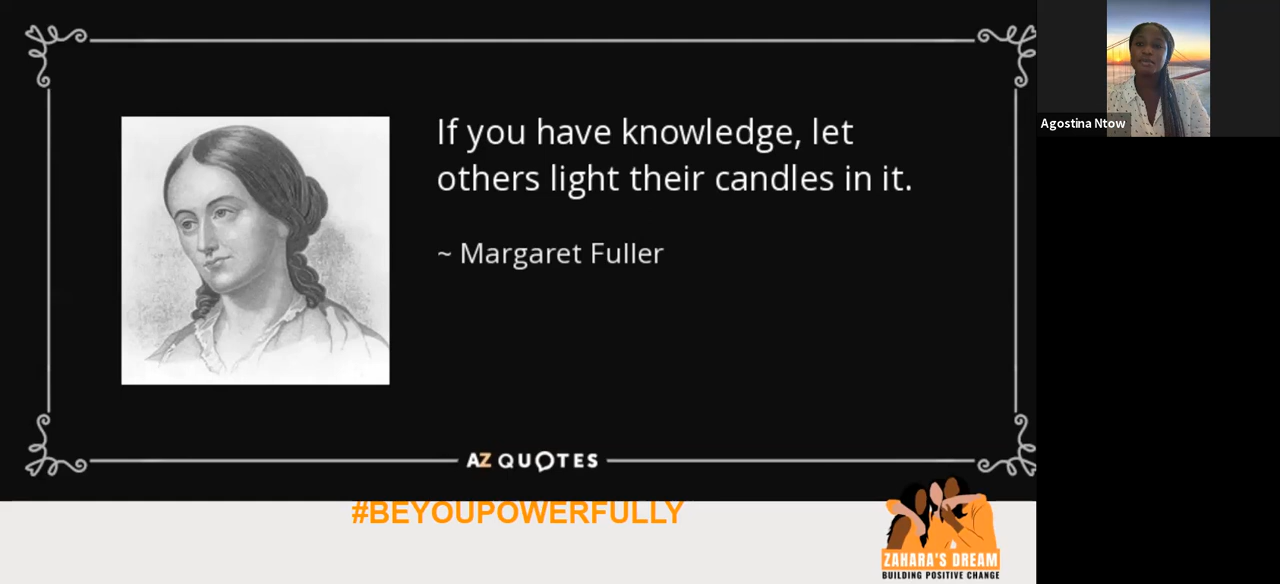 If you have knowledge, let
others light their candles in it.
~ Margaret Fuller
AZ QUOTES
#BEYOUPOWERFULLY
ZAHARA'S DREAM
BUILDING POSITIVE CHANGE
Agostina Ntow